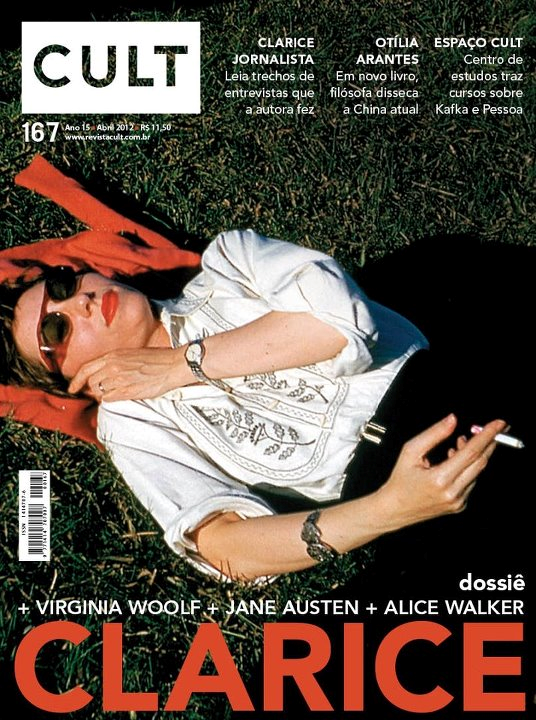 CULT
167 Ano 15 · Abril 2012 · R$ 11,50
www.revistacult.com.br
CLARICE
JORNALISTA
Leia trechos de
entrevistas que
a autora fez
OTÍLIA
ARANTES
Em novo livro,
filósofa disseca
a China atual
ESPAÇO CULT
Centro de
estudos traz
cursos sobre
Kafka e Pessoa
dossiê
+ VIRGINIA WOOLF + JANE AUSTEN + ALICE WALKER
CLARICE